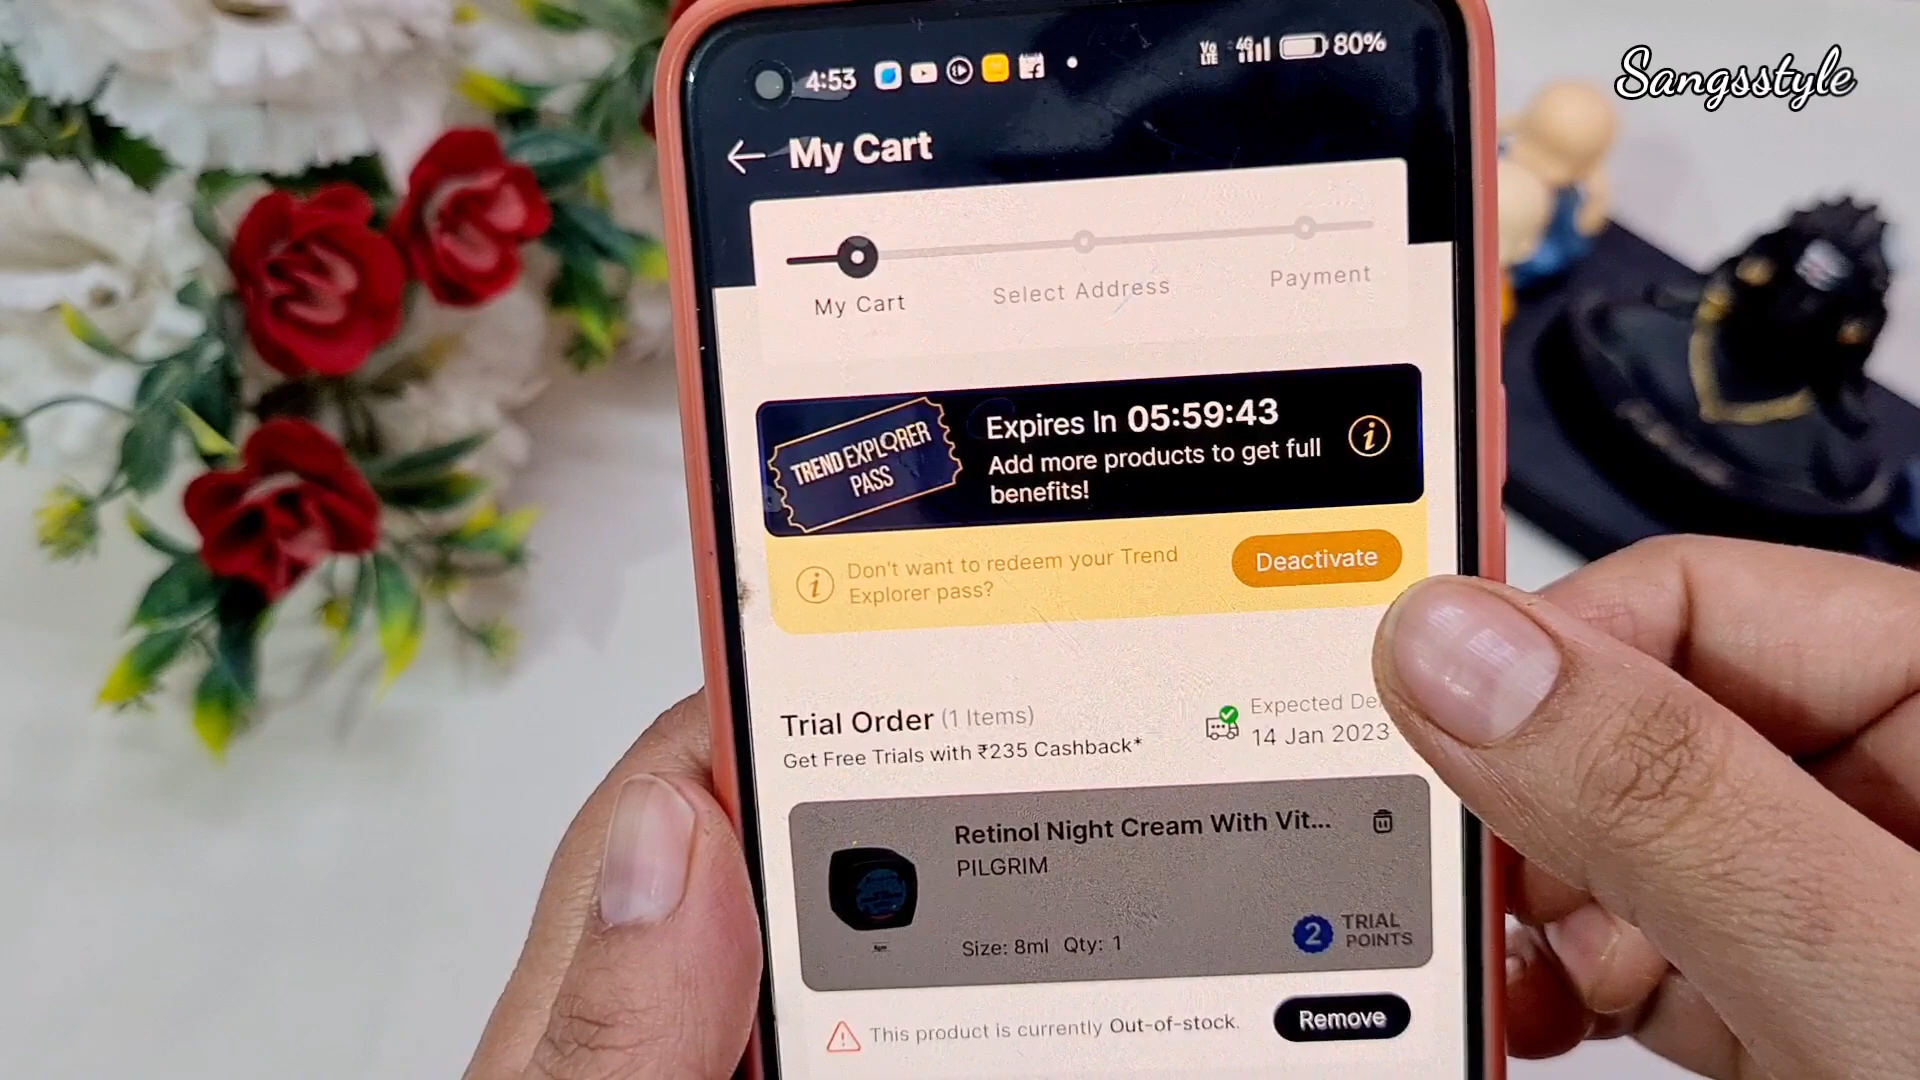 Sangsstyle
4:53
Vo LTE 4G 80%
My Cart
My Cart
Select Address
Payment
TREND EXPLORER
PASS
Expires In 05:59:43
Add more products to get full
benefits!
Don't want to redeem your Trend
Explorer pass?
Deactivate
Trial Order (1 Items)
Get Free Trials with ₹235 Cashback*
Expected De
14 Jan 2023
Retinol Night Cream With Vit...
PILGRIM
Size: 8ml Qty: 1
2 TRIAL
POINTS
This product is currently Out-of-stock.
Remove